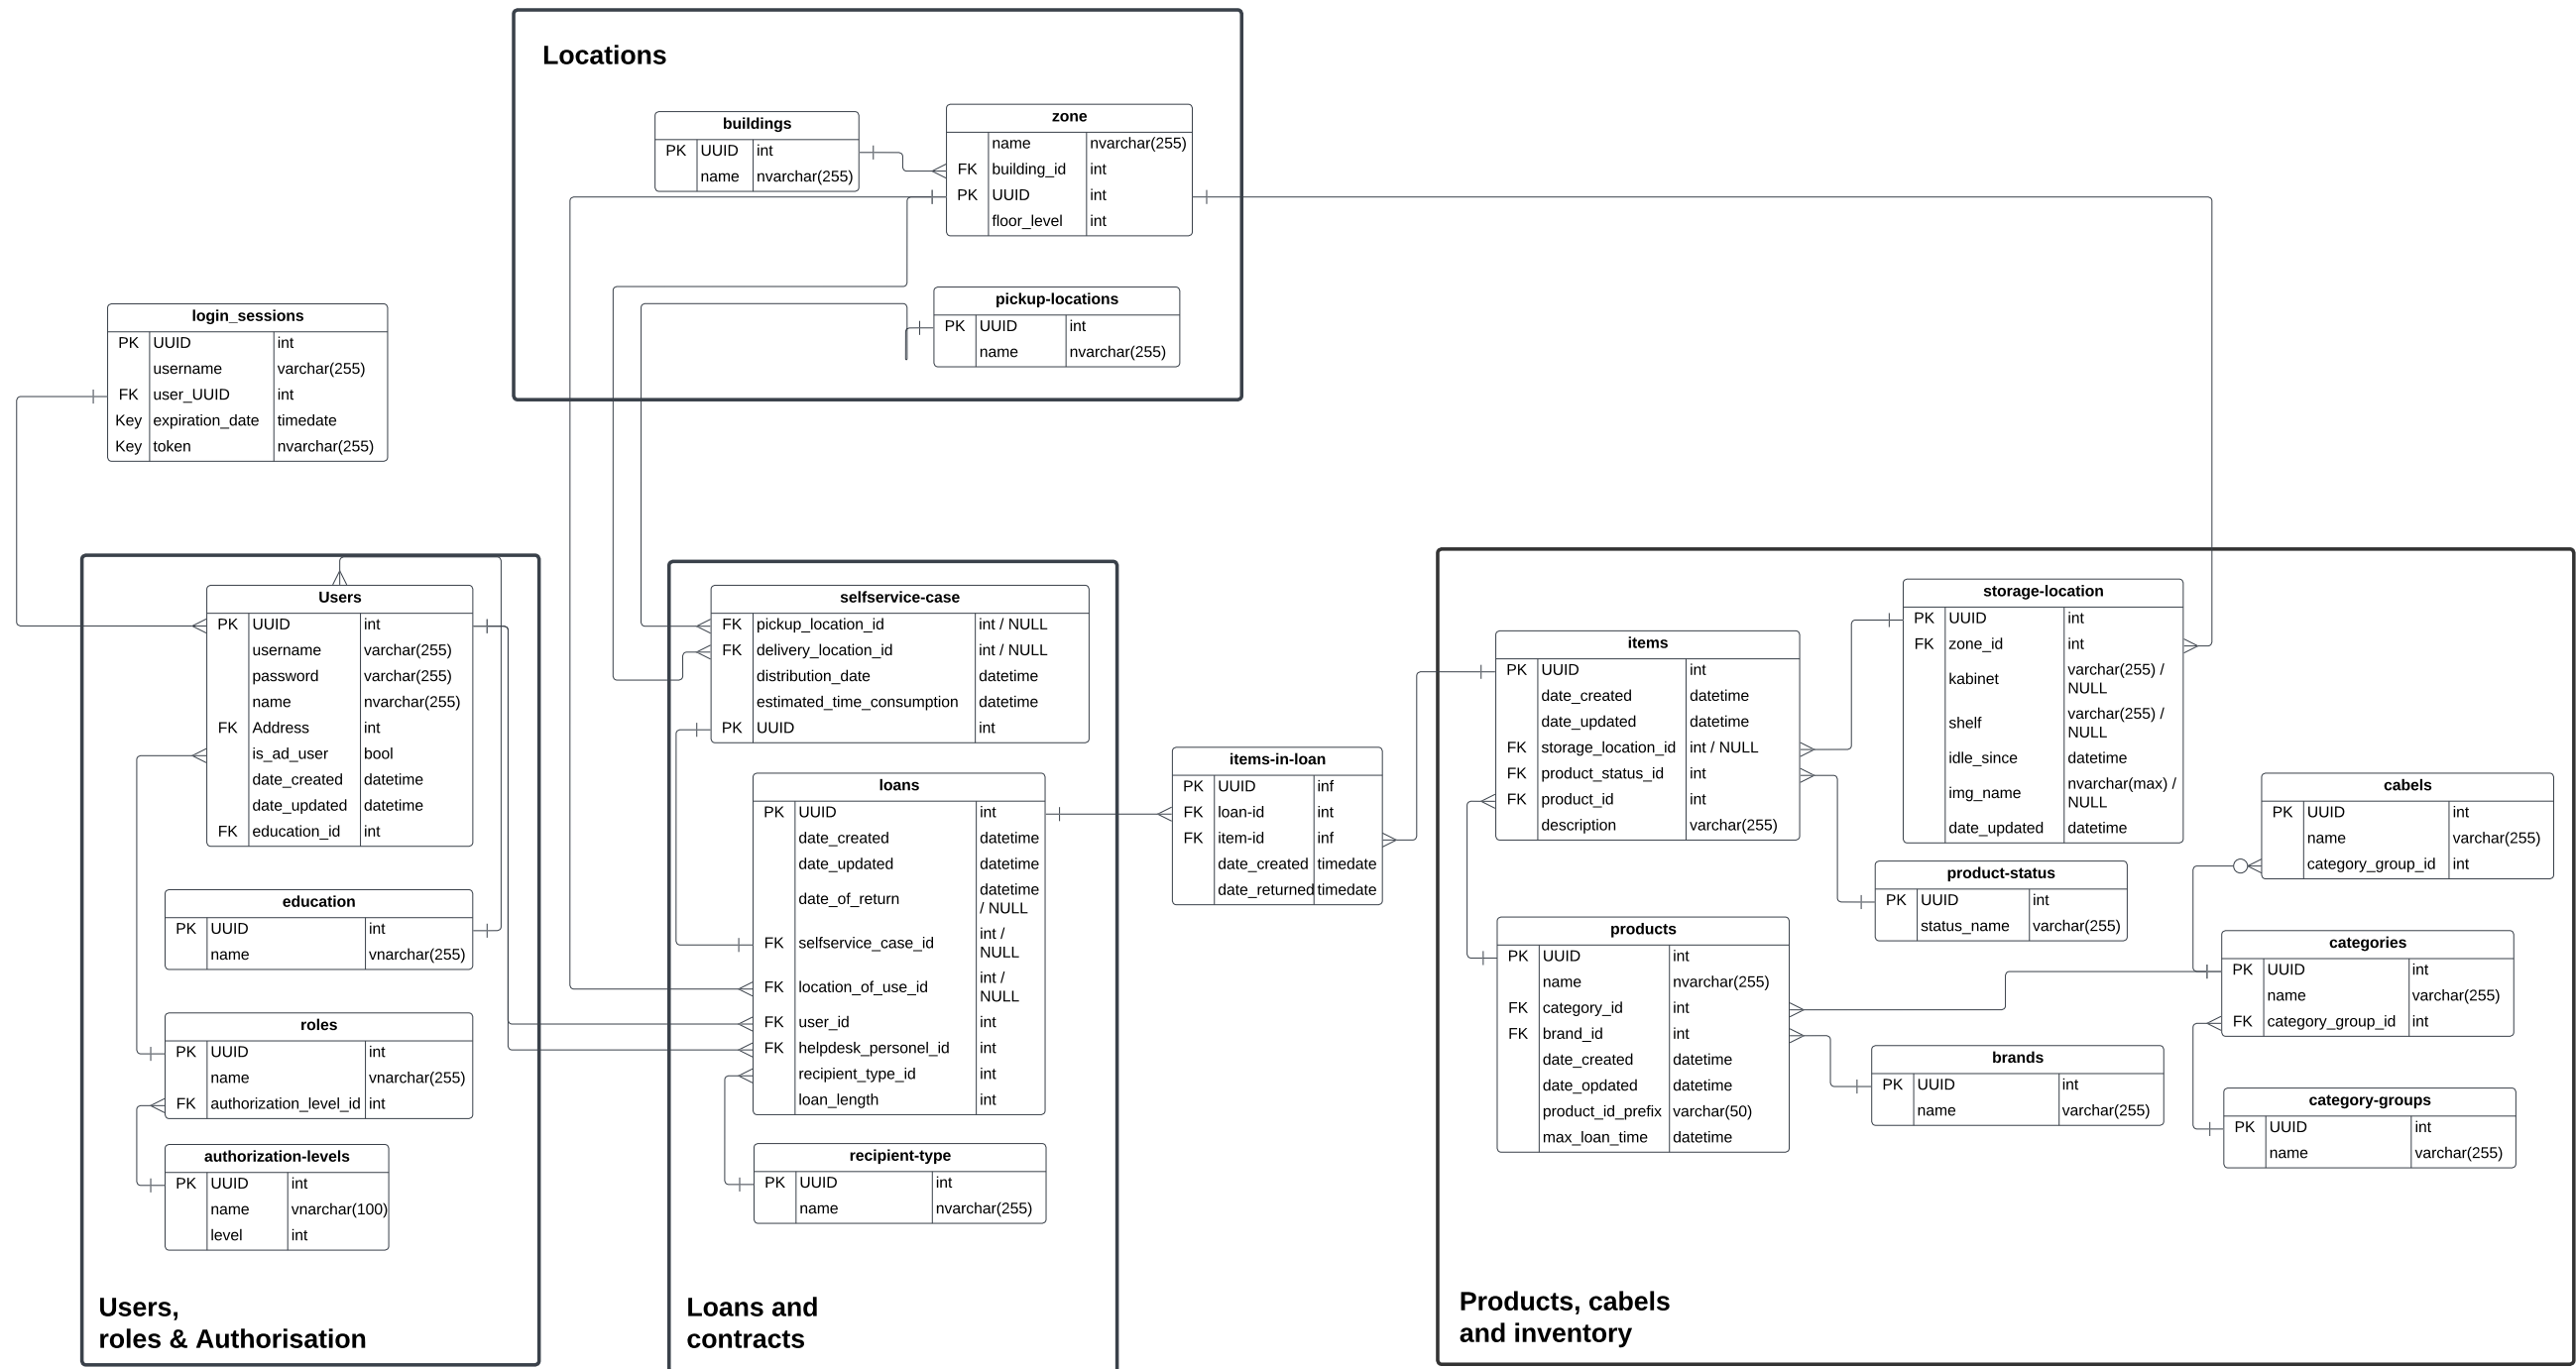 Locations
buildings
PK UUID int
name nvarchar(255)
zone
name nvarchar(255)
FK building_id int
PK UUID int
floor_level int
pickup-locations
PK UUID int
name nvarchar(255)
login_sessions
PK UUID int
username varchar(255)
FK user_UUID int
Key expiration_date timedate
Key token nvarchar(255)
Users
PK UUID int
username varchar(255)
password varchar(255)
name nvarchar(255)
FK Address int
is_ad_user bool
date_created datetime
date_updated datetime
FK education_id int
education
PK UUID int
name vnarchar(255)
roles
PK UUID int
name vnarchar(255)
FK authorization_level_id int
authorization-levels
PK UUID int
name vnarchar(100)
level int
Users,
roles & Authorisation
selfservice-case
FK pickup_location_id int / NULL
FK delivery_location_id int / NULL
distribution_date datetime
estimated_time_consumption datetime
PK UUID int
loans
PK UUID int
date_created datetime
date_updated datetime
date_of_return datetime
/ NULL
FK selfservice_case_id int /
NULL
FK location_of_use_id int /
NULL
FK user_id int
FK helpdesk_personel_id int
recipient_type_id int
loan_length int
recipient-type
PK UUID int
name nvarchar(255)
Loans and
contracts
items-in-loan
PK UUID inf
FK loan-id int
FK item-id inf
date_created timedate
date_returned timedate
items
PK UUID int
date_created datetime
date_updated datetime
FK storage_location_id int / NULL
FK product_status_id int
FK product_id int
description varchar(255)
storage-location
PK UUID int
FK zone_id int
kabinet varchar(255) /
NULL
shelf varchar(255) /
NULL
idle_since datetime
img_name nvarchar(max) /
NULL
date_updated datetime
product-status
PK UUID int
status_name varchar(255)
cabels
PK UUID int
name varchar(255)
category_group_id int
products
PK UUID int
name nvarchar(255)
FK category_id int
FK brand_id int
date_created datetime
date_opdated datetime
product_id_prefix varchar(50)
max_loan_time datetime
categories
PK UUID int
name varchar(255)
FK category_group_id int
brands
PK UUID int
name varchar(255)
category-groups
PK UUID int
name varchar(255)
Products, cabels
and inventory